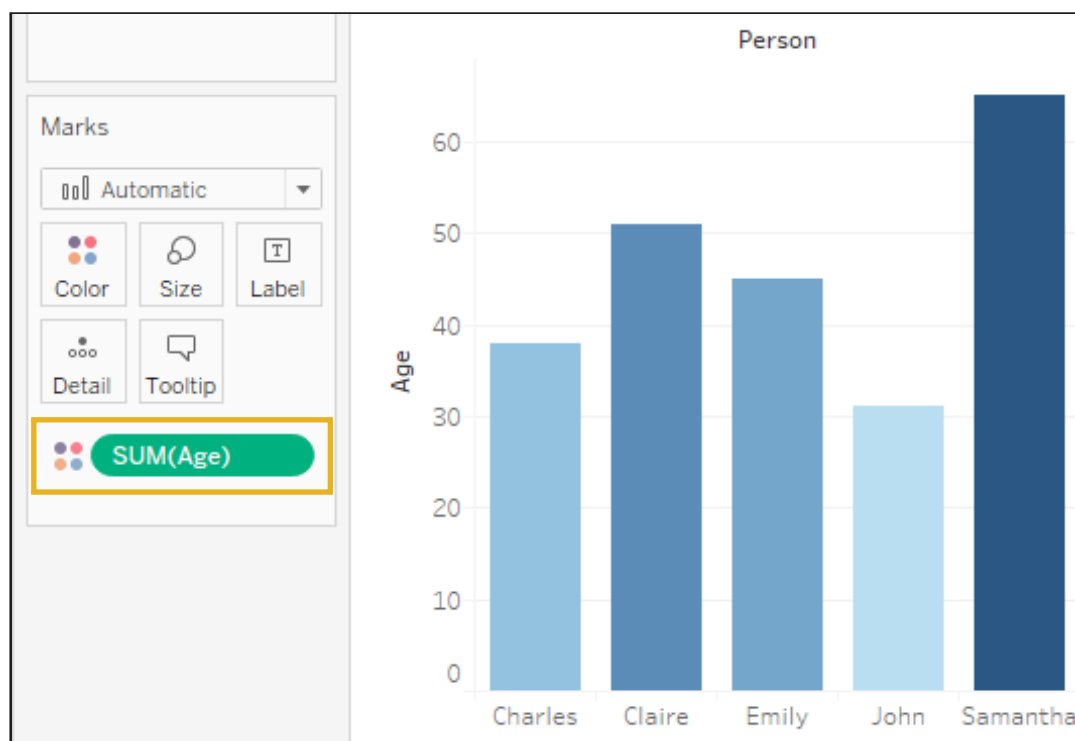 Person
Marks
Automatic
Color Size Label
Detail Tooltip
SUM(Age)
Age
60
50
40
30
20
10
0
Charles Claire Emily John Samantha